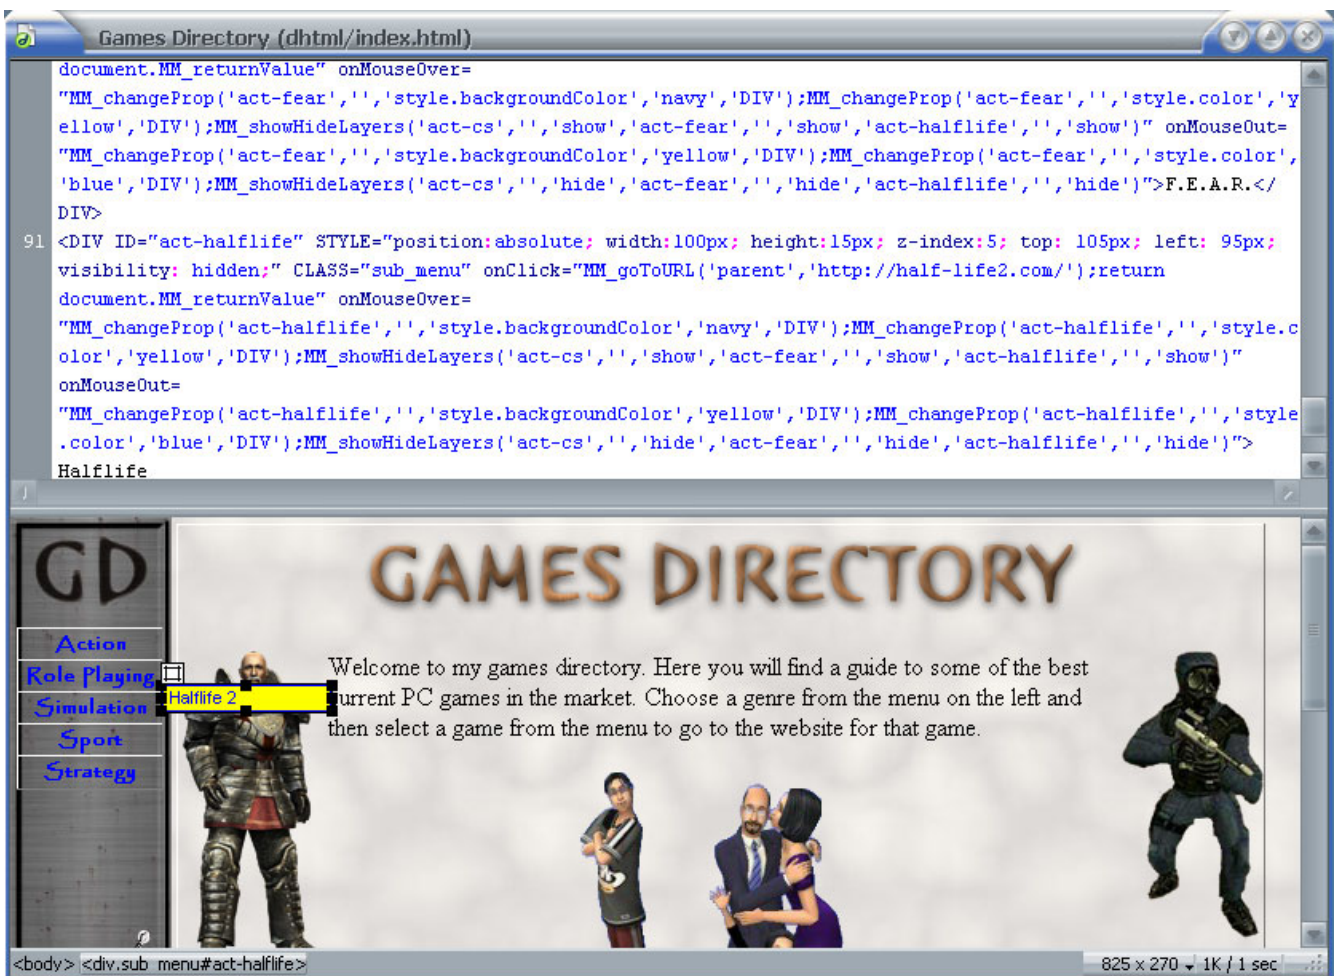 Games Directory (dhtml/index.html)
document.MM_returnValue" onMouseOver=
"MM_changeProp('act-fear','','style.backgroundColor','navy','DIV');MM_changeProp('act-fear','','style.color','y
ellow','DIV');MM_showHideLayers('act-cs','','show','act-fear','','show','act-halflife','','show')" onMouseOut=
"MM_changeProp('act-fear','','style.backgroundColor','yellow','DIV');MM_changeProp('act-fear','','style.color',
'blue','DIV');MM_showHideLayers('act-cs','','hide','act-fear','','hide','act-halflife','','hide')">F.E.A.R.</
DIV>
91 <DIV ID="act-halflife" STYLE="position:absolute; width:100px; height:15px; z-index:5; top: 105px; left: 95px;
visibility: hidden;" CLASS="sub_menu" onClick="MM_goToURL('parent','http://half-life2.com/');return
document.MM_returnValue" onMouseOver=
"MM_changeProp('act-halflife','','style.backgroundColor','navy','DIV');MM_changeProp('act-halflife','','style.c
olor','yellow','DIV');MM_showHideLayers('act-cs','','show','act-fear','','show','act-halflife','','show')"
onMouseOut=
"MM_changeProp('act-halflife','','style.backgroundColor','yellow','DIV');MM_changeProp('act-halflife','','style
.color','blue','DIV');MM_showHideLayers('act-cs','','hide','act-fear','','hide','act-halflife','','hide')">
Halflife
GD
GAMES DIRECTORY
Action
Role Playing
Simulation
Sport
Strategy
Halflife 2
Welcome to my games directory. Here you will find a guide to some of the best
current PC games in the market. Choose a genre from the menu on the left and
then select a game from the menu to go to the website for that game.
<body> <div.sub_menu#act-halflife>
825 x 270 1K / 1 sec